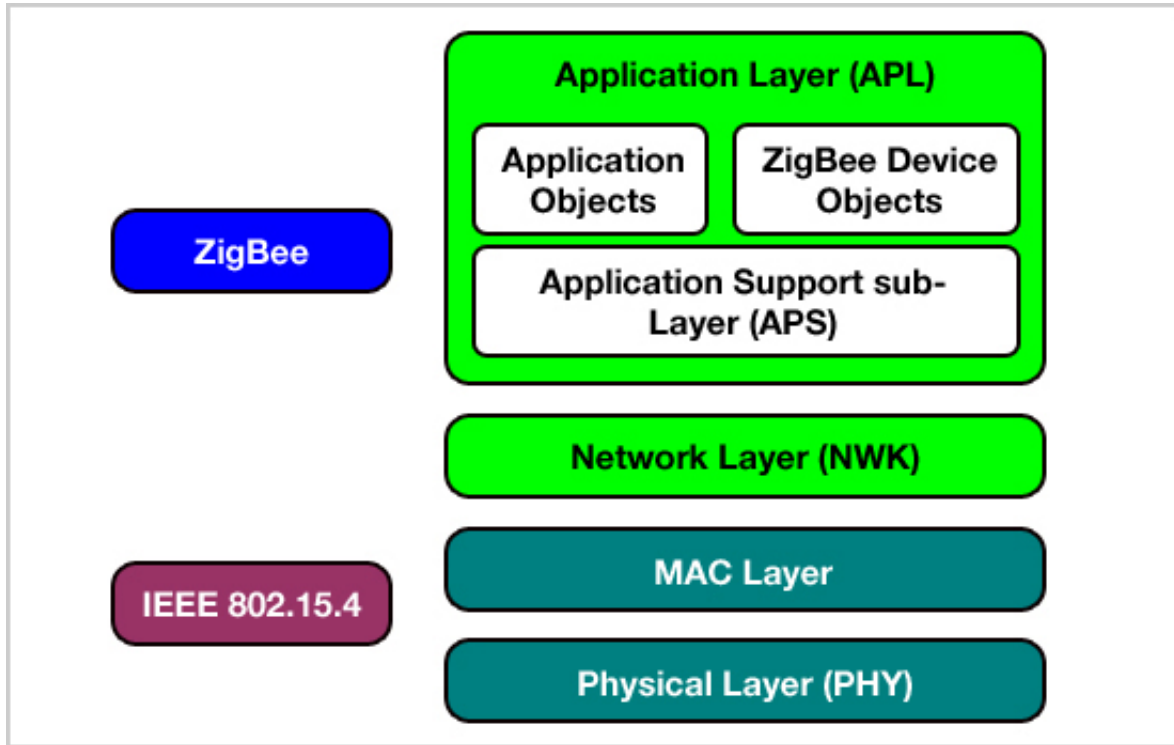 Application Layer (APL)
Application
Objects
ZigBee Device
Objects
ZigBee
Application Support sub-
Layer (APS)
Network Layer (NWK)
MAC Layer
IEEE 802.15.4
Physical Layer (PHY)